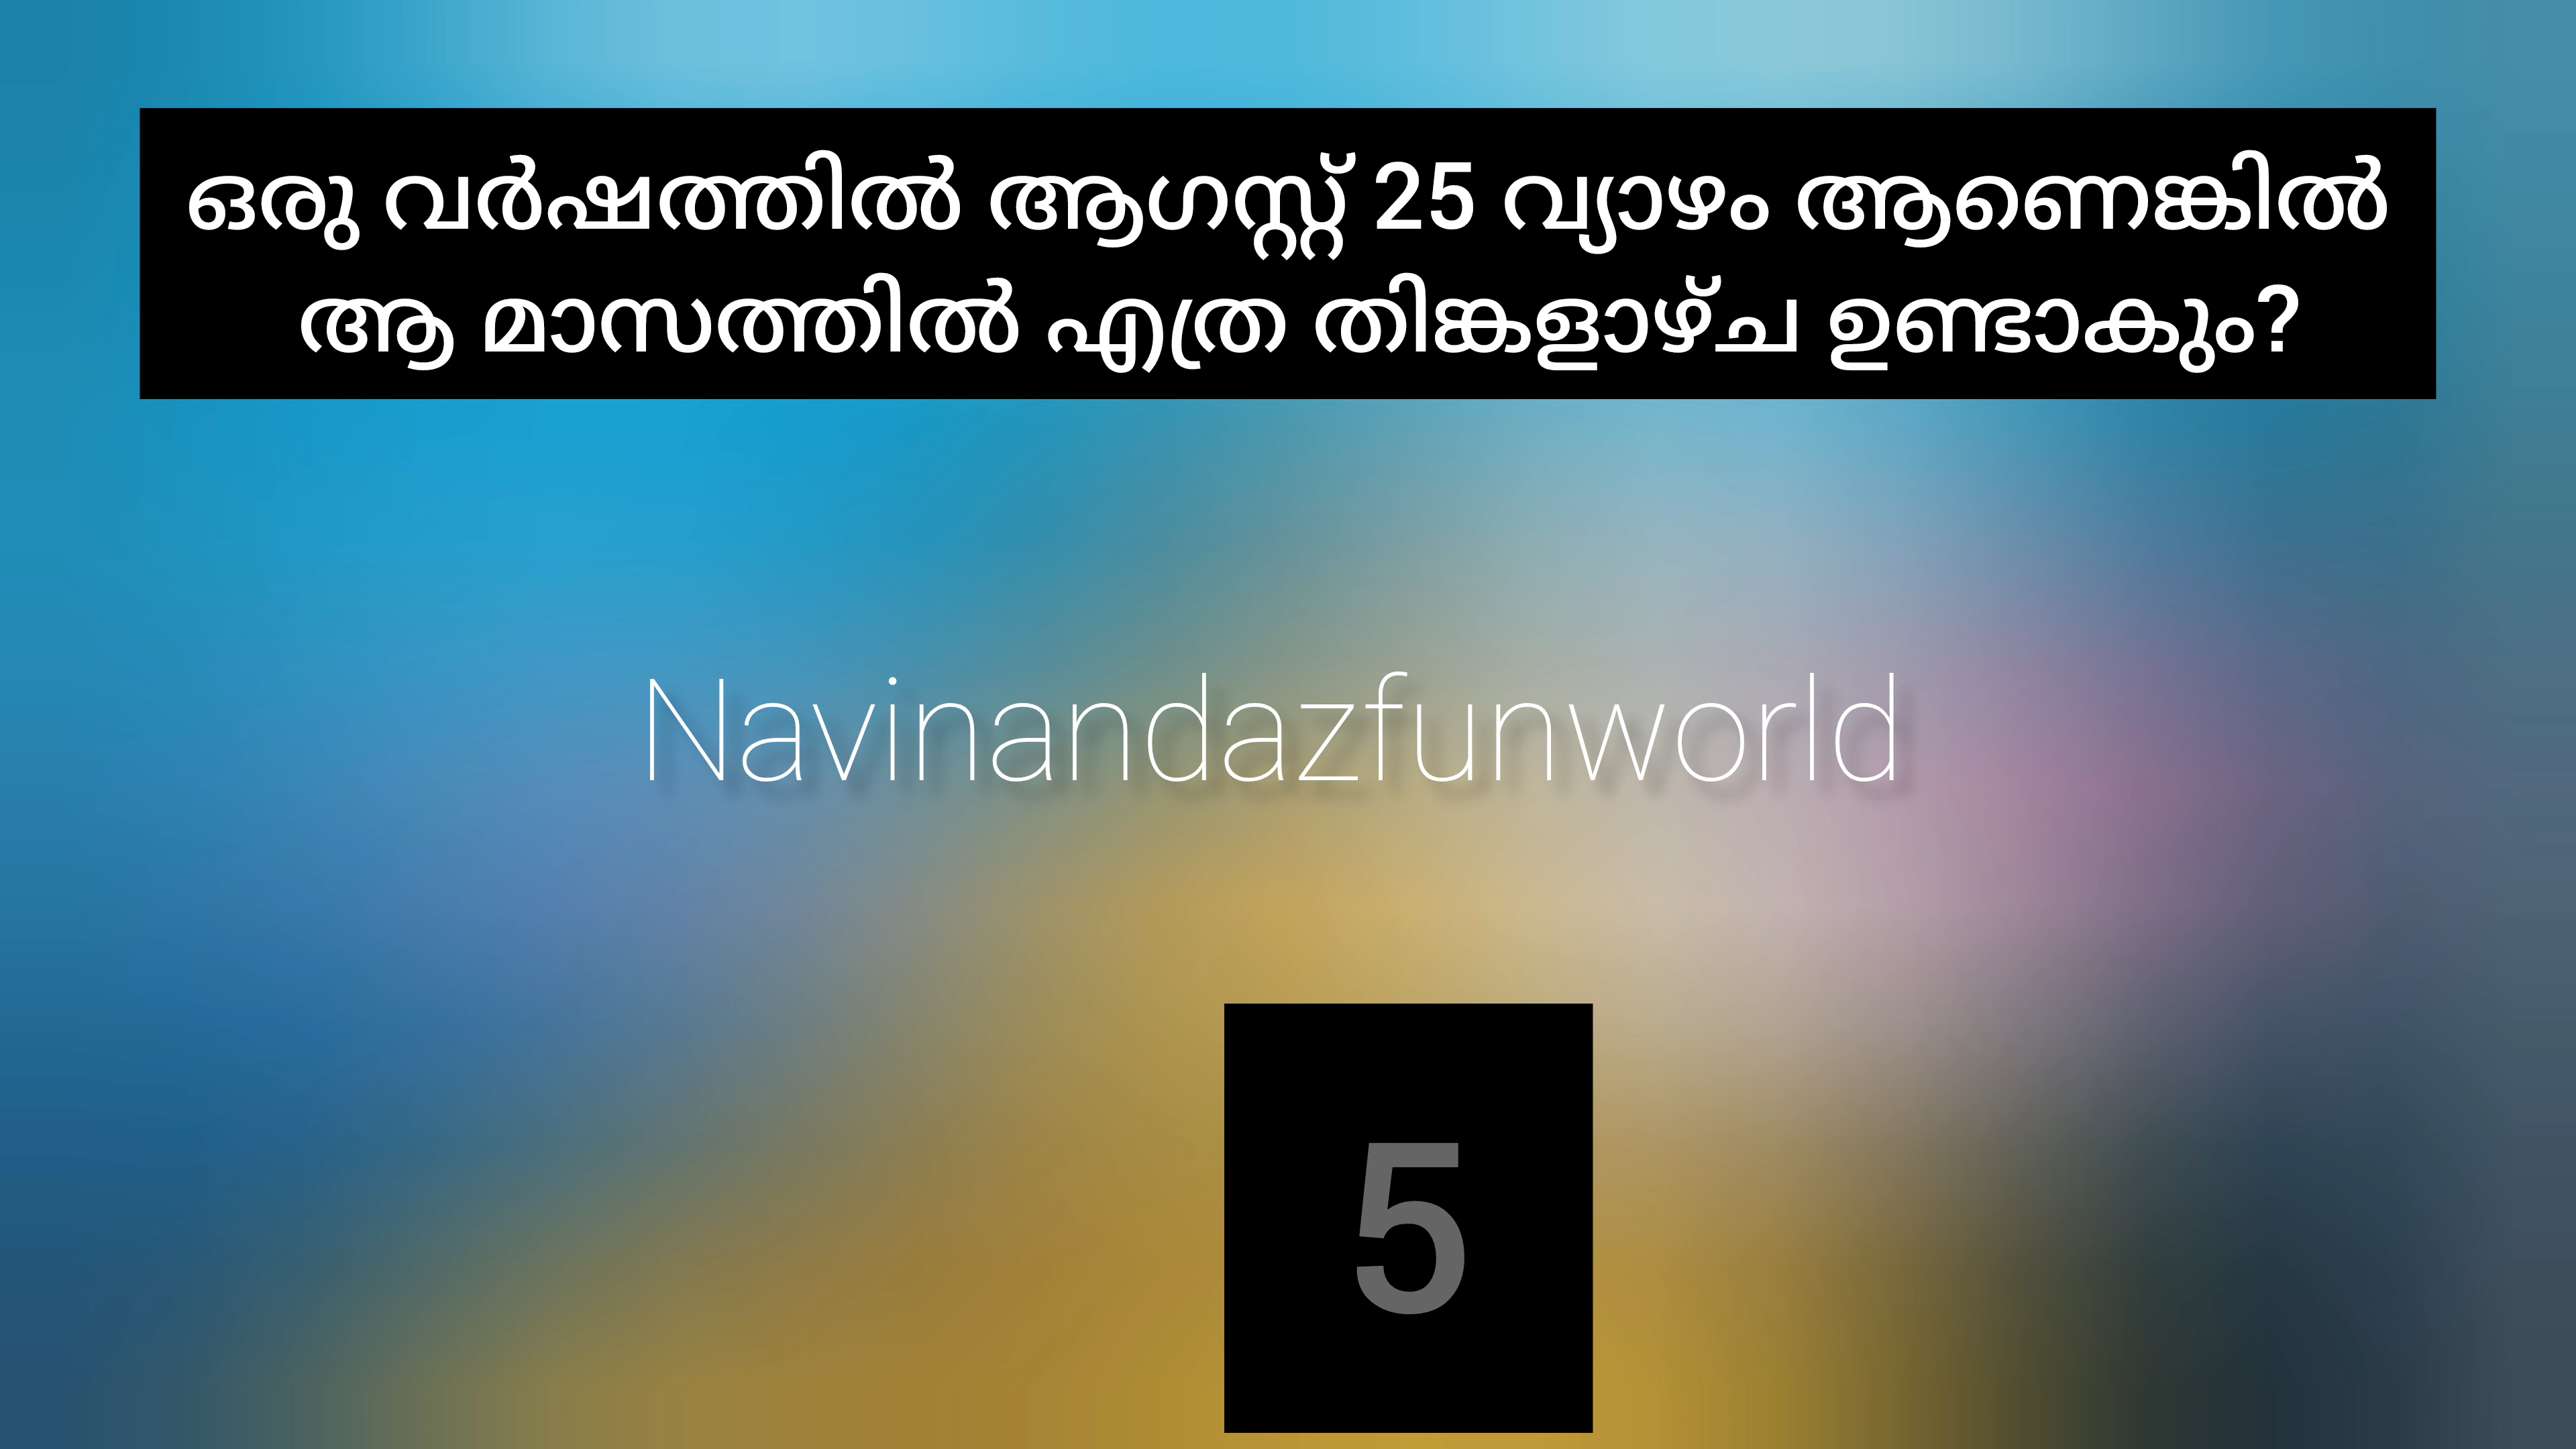 ഒരു വർഷത്തിൽ ആഗസ്റ്റ് 25 വ്യാഴം ആണെങ്കിൽ
ആ മാസത്തിൽ എത്ര തിങ്കളാഴ്ച ഉണ്ടാകും?
Navinandazfunworld
5